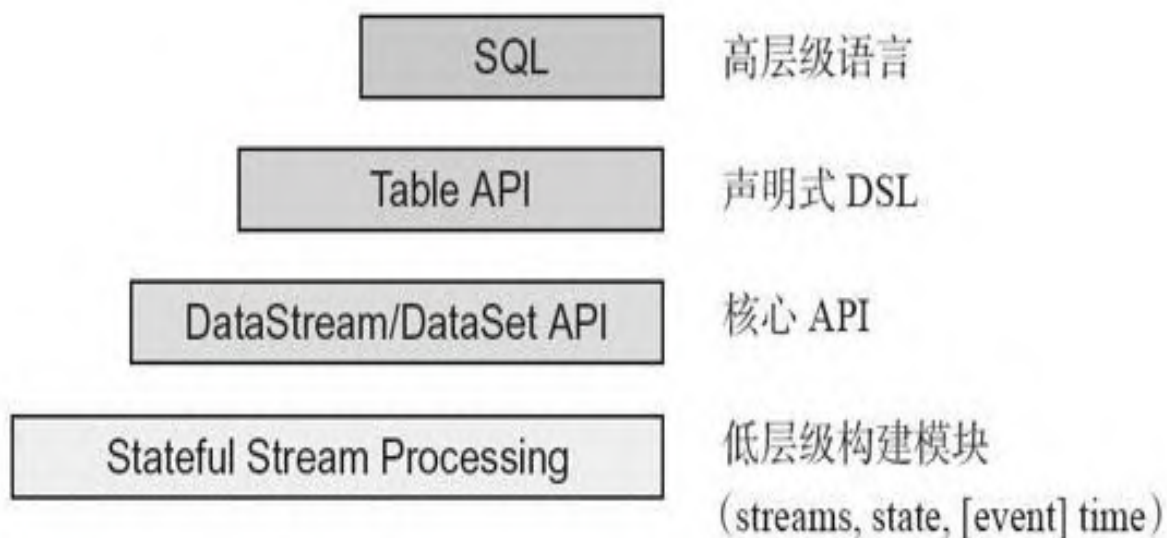 SQL
高层级语言
Table API
声明式 DSL
DataStream/DataSet API
核心 API
Stateful Stream Processing
低层级构建模块
（streams, state, [event] time）